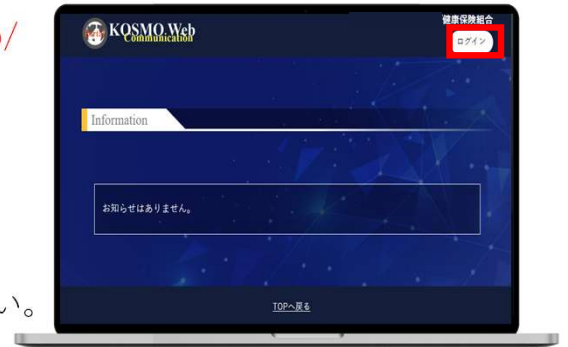 /
KOSMO Web
Communication
健康保険組合
ログイン
Information
お知らせはありません。
い。
TOPへ戻る